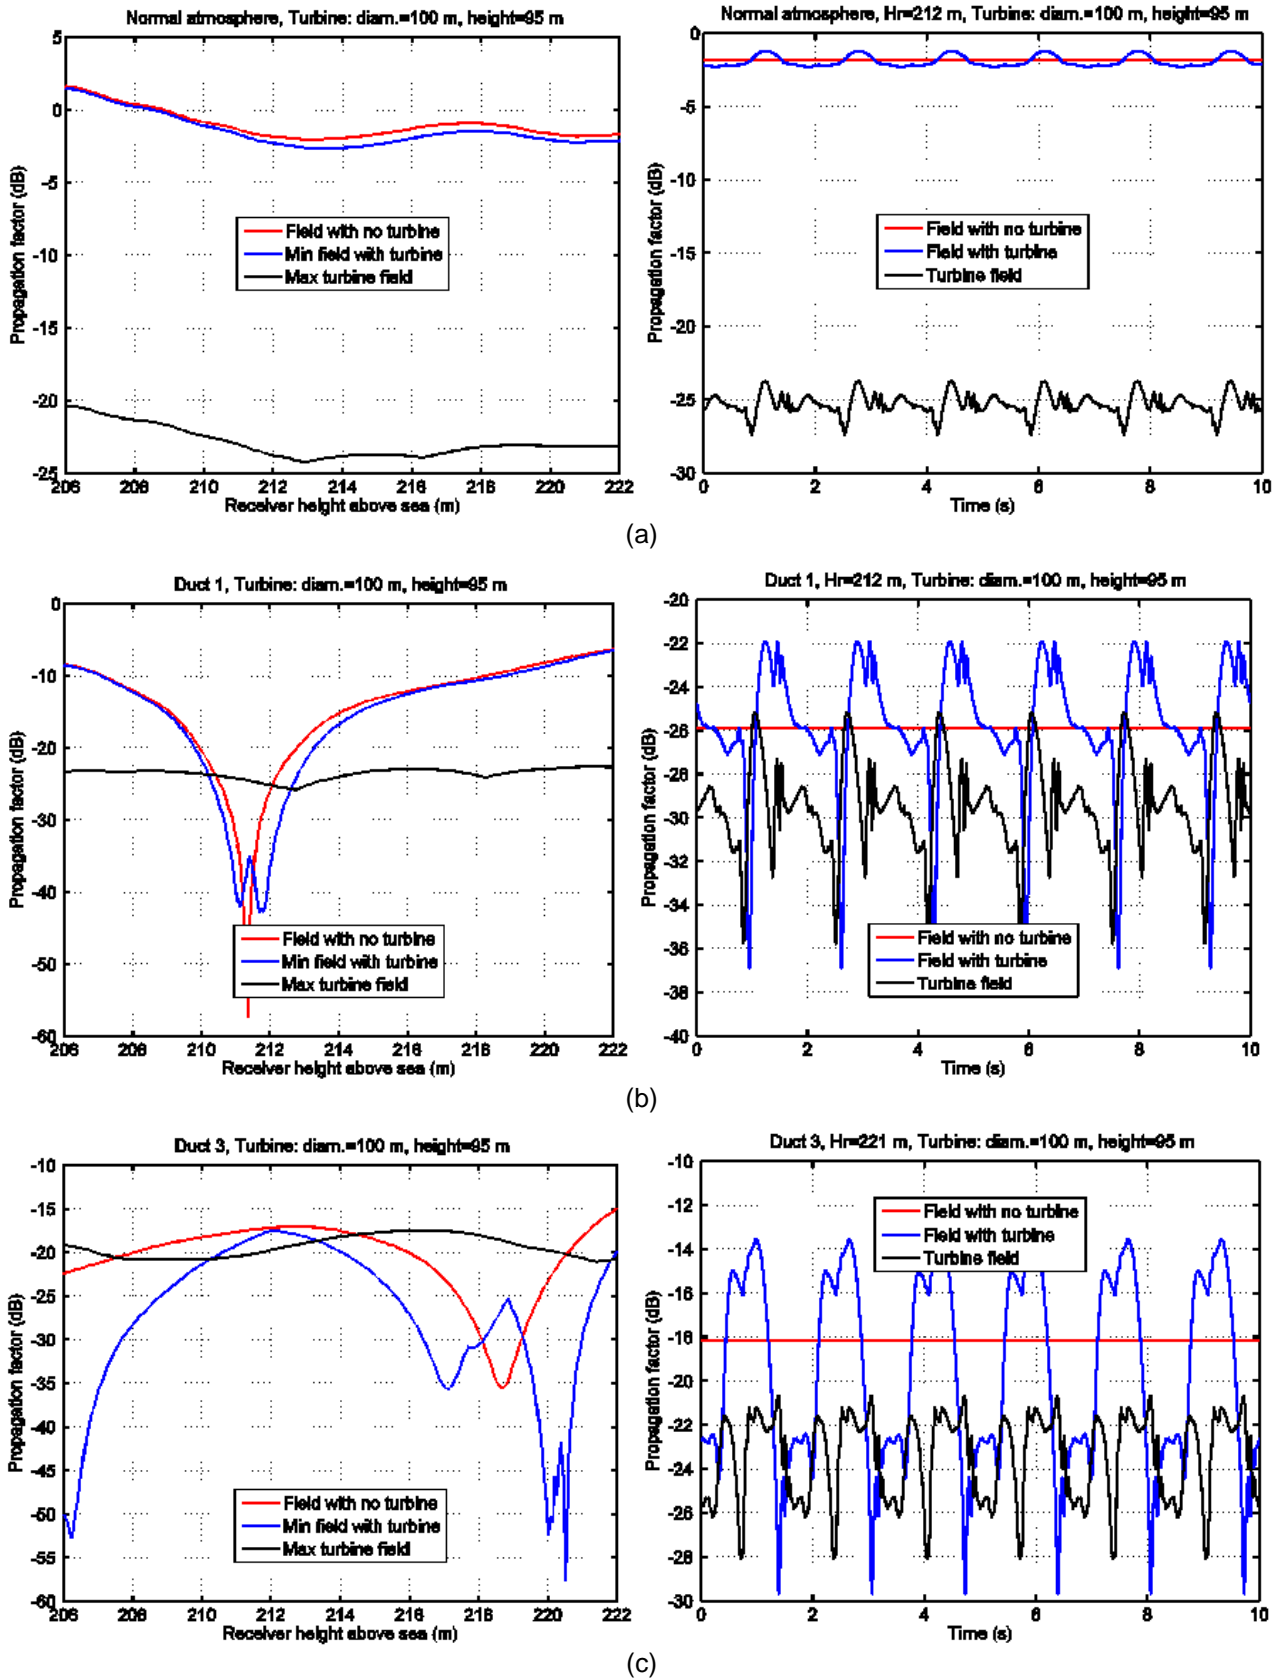 Normal atmosphere, Turbine: diam.=100 m, height=95 m
5
0
-5
-10
-15
-20
-25
Propagation factor (dB)
Field with no turbine
Min field with turbine
Max turbine field
206 208 210 212 214 216 218 220 222
Receiver height above sea (m)
Normal atmosphere, Hr=212 m, Turbine: diam.=100 m, height=95 m
0
-5
-10
-15
-20
-25
-30
Propagation factor (dB)
Field with no turbine
Field with turbine
Turbine field
0 2 4 6 8 10
Time (s)
(a)
Duct 1, Turbine: diam.=100 m, height=95 m
0
-10
-20
-30
-40
-50
-60
Propagation factor (dB)
Field with no turbine
Min field with turbine
Max turbine field
206 208 210 212 214 216 218 220 222
Receiver height above sea (m)
Duct 1, Hr=212 m, Turbine: diam.=100 m, height=95 m
-20
-22
-24
-26
-28
-30
-32
-34
-36
-38
-40
Propagation factor (dB)
Field with no turbine
Field with turbine
Turbine field
0 2 4 6 8 10
Time (s)
(b)
Duct 3, Turbine: diam.=100 m, height=95 m
-10
-15
-20
-25
-30
-35
-40
-45
-50
-55
-60
Propagation factor (dB)
Field with no turbine
Min field with turbine
Max turbine field
206 208 210 212 214 216 218 220 222
Receiver height above sea (m)
Duct 3, Hr=221 m, Turbine: diam.=100 m, height=95 m
-10
-12
-14
-16
-18
-20
-22
-24
-26
-28
-30
Propagation factor (dB)
Field with no turbine
Field with turbine
Turbine field
0 2 4 6 8 10
Time (s)
(c)